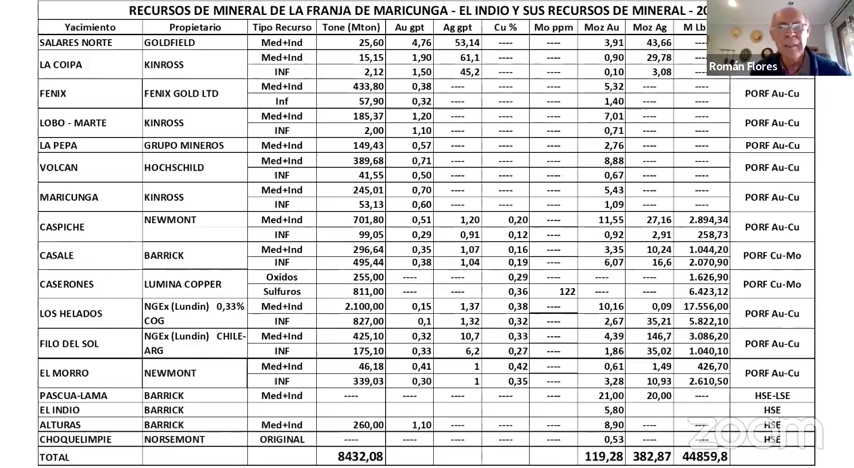 RECURSOS DE MINERAL DE LA FRANJA DE MARICUNGA - EL INDIO Y SUS RECURSOS DE MINERAL - 20
Yacimiento Propietario Tipo Recurso Tone (Mton) Au gpt Ag gpt Cu % Mo ppm Moz Au Moz Ag M Lb
SALARES NORTE GOLDFIELD Med+Ind 25,60 4,76 53,14 ---- ---- 3,91 43,66 ----
LA COIPA KINROSS Med+Ind 15,15 1,90 61,1 ---- ---- 0,90 29,78 ----
INF 2,12 1,50 45,2 ---- ---- 0,10 3,08 ----
Román Flores
FENIX FENIX GOLD LTD Med+Ind 433,80 0,38 ---- ---- ---- 5,32 ---- ---- PORF Au-Cu
Inf 57,90 0,32 ---- ---- ---- 1,40 ---- ----
LOBO - MARTE KINROSS Med+Ind 185,37 1,20 ---- ---- ---- 7,01 ---- ---- PORF Au-Cu
INF 2,00 1,10 ---- ---- ---- 0,71 ---- ----
LA PEPA GRUPO MINEROS Med+Ind 149,43 0,57 ---- ---- ---- 2,76 ---- ---- PORF Au-Cu
VOLCAN HOCHSCHILD Med+Ind 389,68 0,71 ---- ---- ---- 8,88 ---- ---- PORF Au-Cu
INF 41,55 0,50 ---- ---- ---- 0,67 ---- ----
MARICUNGA KINROSS Med+Ind 245,01 0,70 ---- ---- ---- 5,43 ---- ---- PORF Au-Cu
INF 53,13 0,60 ---- ---- ---- 1,09 ---- ----
CASPICHE NEWMONT Med+Ind 701,80 0,51 1,20 0,20 ---- 11,55 27,16 2.894,34 PORF Au-Cu
INF 99,05 0,29 0,91 0,12 ---- 0,92 2,91 258,73
CASALE BARRICK Med+Ind 296,64 0,35 1,07 0,16 ---- 3,35 10,24 1.044,20 PORF Cu-Mo
INF 495,44 0,38 1,04 0,19 ---- 6,07 16,6 2.070,90
CASERONES LUMINA COPPER Oxidos 255,00 ---- ---- 0,29 ---- ---- ---- 1.626,90 PORF Cu-Mo
Sulfuros 811,00 ---- ---- 0,36 122 ---- ---- 6.423,12
LOS HELADOS NGEx (Lundin) 0,33% COG Med+Ind 2.100,00 0,15 1,37 0,38 ---- 10,16 0,09 17.556,00 PORF Au-Cu
INF 827,00 0,1 1,32 0,32 ---- 2,67 35,21 5.822,10
FILO DEL SOL NGEx (Lundin) CHILE-ARG Med+Ind 425,10 0,32 10,7 0,33 ---- 4,39 146,7 3.086,20 PORF Au-Cu
INF 175,10 0,33 6,2 0,27 ---- 1,86 35,02 1.040,10
EL MORRO NEWMONT Med+Ind 46,18 0,41 1 0,42 ---- 0,61 1,49 426,70 PORF Au-Cu
INF 339,03 0,30 1 0,35 ---- 3,28 10,93 2.610,50
PASCUA-LAMA BARRICK Med+Ind ---- ---- ---- ---- ---- 21,00 20,00 ---- HSE-LSE
EL INDIO BARRICK 5,80 HSE
ALTURAS BARRICK Med+Ind 260,00 1,10 ---- ---- ---- 8,90 ---- ---- HSE
CHOQUELIMPIE NORSEMONT ORIGINAL ---- ---- ---- ---- ---- 0,53 ---- ---- HSE
TOTAL 8432,08 119,28 382,87 44859,8
zoom